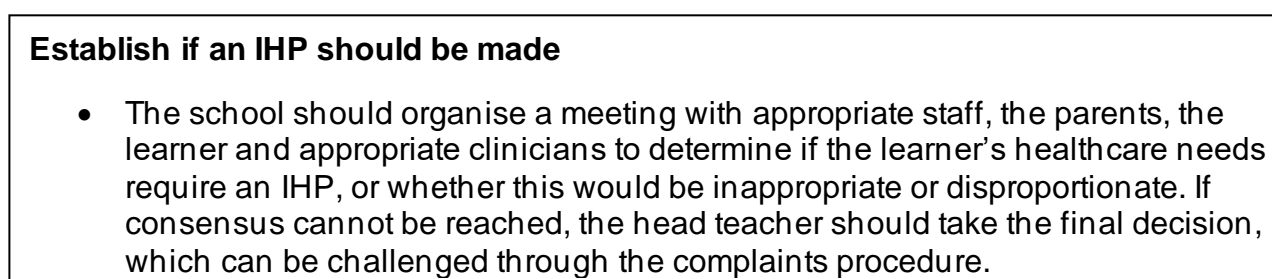 Establish if an IHP should be made
• The school should organise a meeting with appropriate staff, the parents, the
learner and appropriate clinicians to determine if the learner’s healthcare needs
require an IHP, or whether this would be inappropriate or disproportionate. If
consensus cannot be reached, the head teacher should take the final decision,
which can be challenged through the complaints procedure.